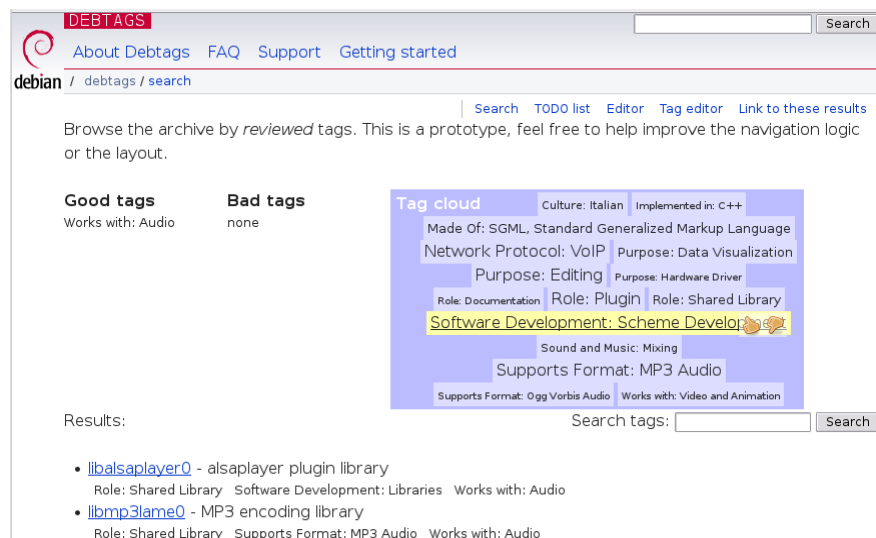 DEBTAGS
Search
About Debtags FAQ Support Getting started
debian / debtags / search
Search TODO list Editor Tag editor Link to these results
Browse the archive by reviewed tags. This is a prototype, feel free to help improve the navigation logic
or the layout.
Good tags Bad tags
Works with: Audio none
Tag cloud Culture: Italian Implemented in: C++
Made Of: SGML, Standard Generalized Markup Language
Network Protocol: VoIP Purpose: Data Visualization
Purpose: Editing Purpose: Hardware Driver
Role: Documentation Role: Plugin Role: Shared Library
Software Development: Scheme Development
Sound and Music: Mixing
Supports Format: MP3 Audio
Supports Format: Ogg Vorbis Audio Works with: Video and Animation
Results: Search tags: Search
• libalsaplayer0 - alsaplayer plugin library
Role: Shared Library Software Development: Libraries Works with: Audio
• libmp3lame0 - MP3 encoding library
Role: Shared Library Supports Format: MP3 Audio Works with: Audio